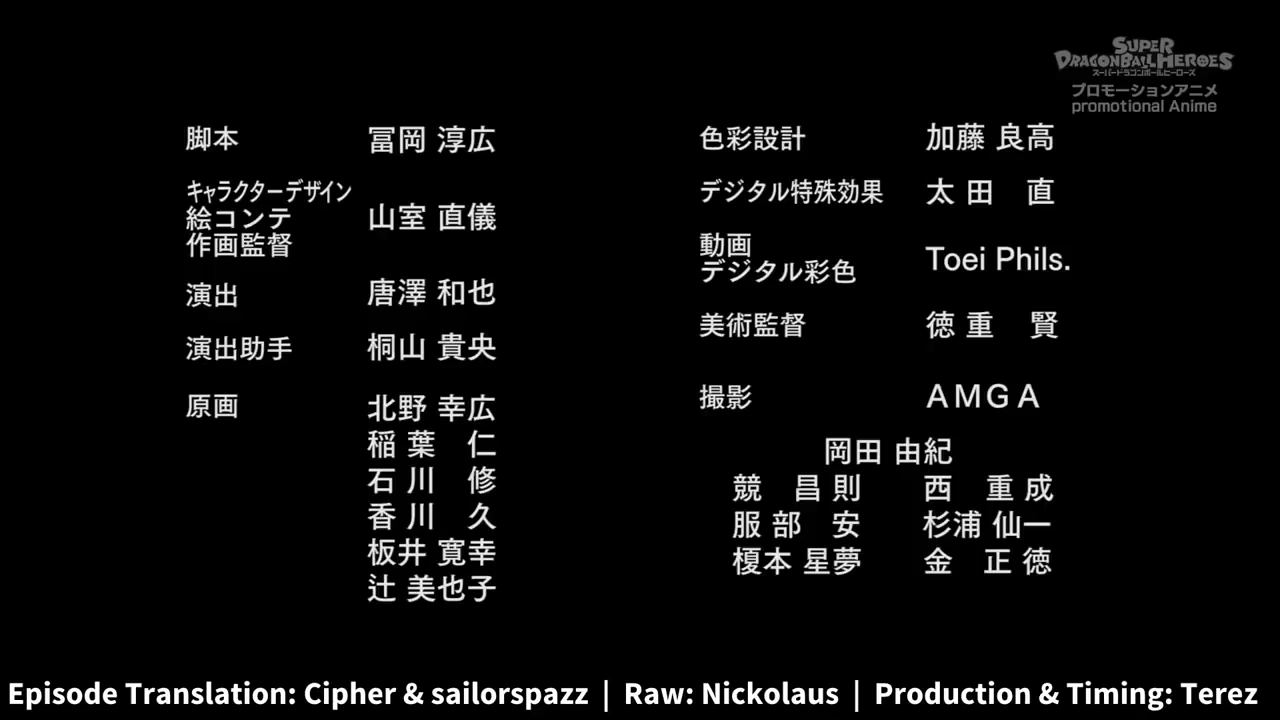 SUPER
DRAGONBALL HEROES
スーパードラゴンボールヒーローズ
プロモーションアニメ
promotional Anime
脚本 冨岡 淳広
キャラクターデザイン
絵コンテ 山室 直儀
作画監督
演出 唐澤 和也
演出助手 桐山 貴央
原画 北野 幸広
稲葉 仁
石川 修
香川 久
板井 寛幸
辻 美也子
色彩設計 加藤 良高
デジタル特殊効果 太田 直
動画
デジタル彩色 Toei Phils.
美術監督 徳重 賢
撮影 AMGA
岡田 由紀
競 昌則 西 重成
服部 安 杉浦 仙一
榎本 星夢 金 正徳
Episode Translation: Cipher & sailorspazz | Raw: Nickolaus | Production & Timing: Terez